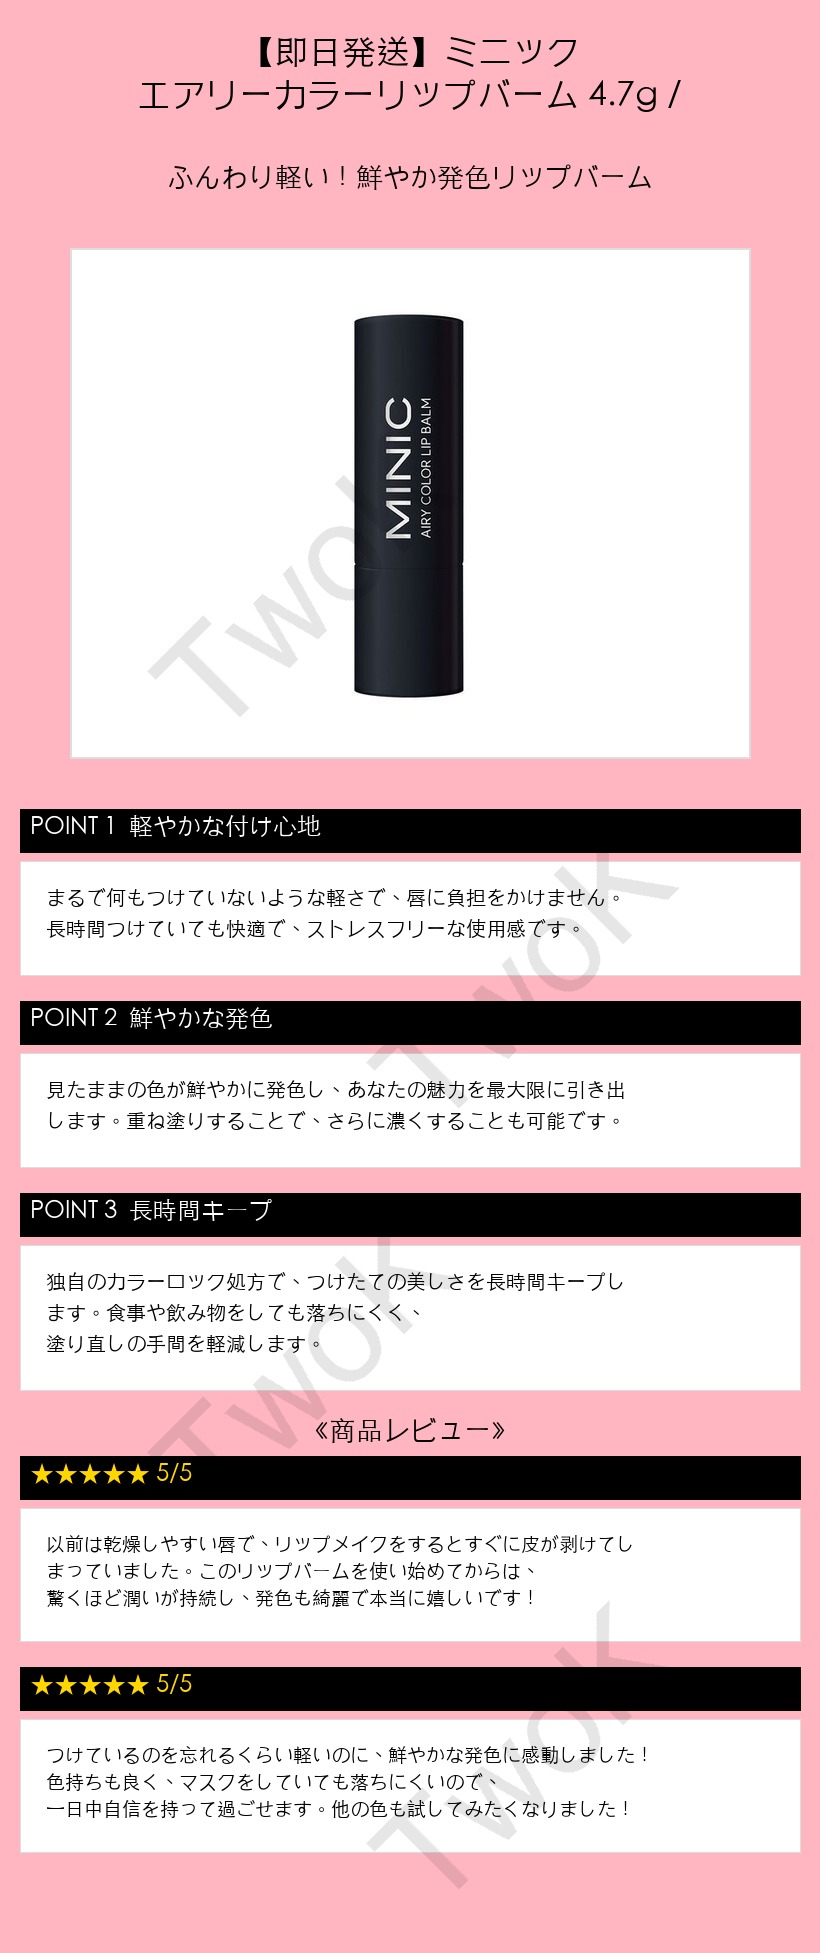 【即日発送】ミニック
エアリーカラーリップバーム 4.7g /
ふんわり軽い！鮮やか発色リップバーム
MINIC
AIRY COLOR LIP BALM
TwoK
POINT 1 軽やかな付け心地
まるで何もつけていないような軽さで、唇に負担をかけません。
長時間つけていても快適で、ストレスフリーな使用感です。
TwoK
POINT 2 鮮やかな発色
見たままの色が鮮やかに発色し、あなたの魅力を最大限に引き出
します。重ね塗りすることで、さらに濃くすることも可能です。
POINT 3 長時間キープ
独自のカラーロック処方で、つけたての美しさを長時間キープし
ます。食事や飲み物をしても落ちにくく、
塗り直しの手間を軽減します。
TwoK
《商品レビュー》
★★★★★ 5/5
以前は乾燥しやすい唇で、リップメイクをするとすぐに皮が剥けてし
まっていました。このリップバームを使い始めてからは、
驚くほど潤いが持続し、発色も綺麗で本当に嬉しいです！
★★★★★ 5/5
つけているのを忘れるくらい軽いのに、鮮やかな発色に感動しました！
色持ちも良く、マスクをしていても落ちにくいので、
一日中自信を持って過ごせます。他の色も試してみたくなりました！
TwoK